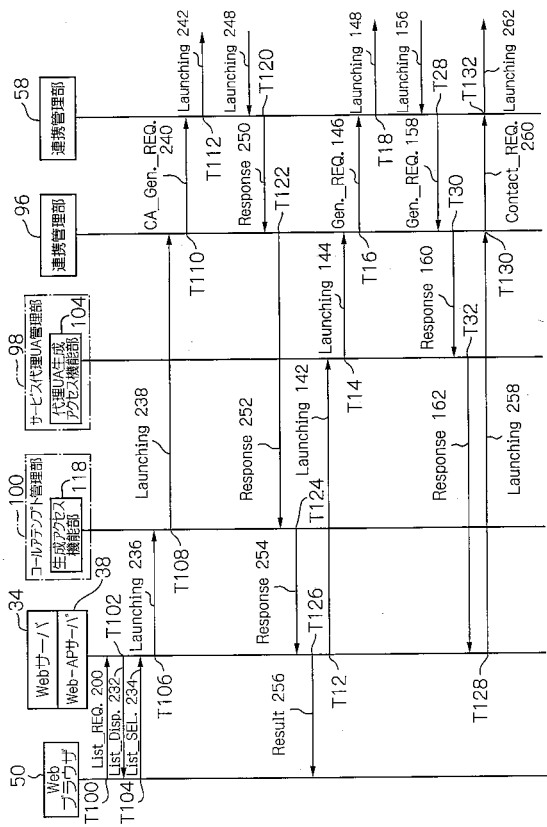 50
Web
ブラウザ
34
Webサーバ
Web-APサーバ
38
100
コールアテンプト管理部
生成アクセス
機能部
118
98
サービス代理UA管理部
代理UA生成
アクセス機能部
104
96
連携管理部
58
連携管理部
T100
List_REQ. 200
List_Disp. 232
T102
T104
List_SEL. 234
T106
Launching 236
T108
Launching 238
T110
CA_Gen._REQ.
240
T112
Launching 242
Launching 248
T120
Response 250
T122
Response 252
T124
Response 254
T126
Result 256
T12
Launching 142
T14
Launching 144
T16
Gen._REQ. 146
T18
Launching 148
Launching 156
T28
Gen._REQ. 158
T30
Response 160
T32
Response 162
T128
Launching 258
T130
Contact_REQ.
260
T132
Launching 262